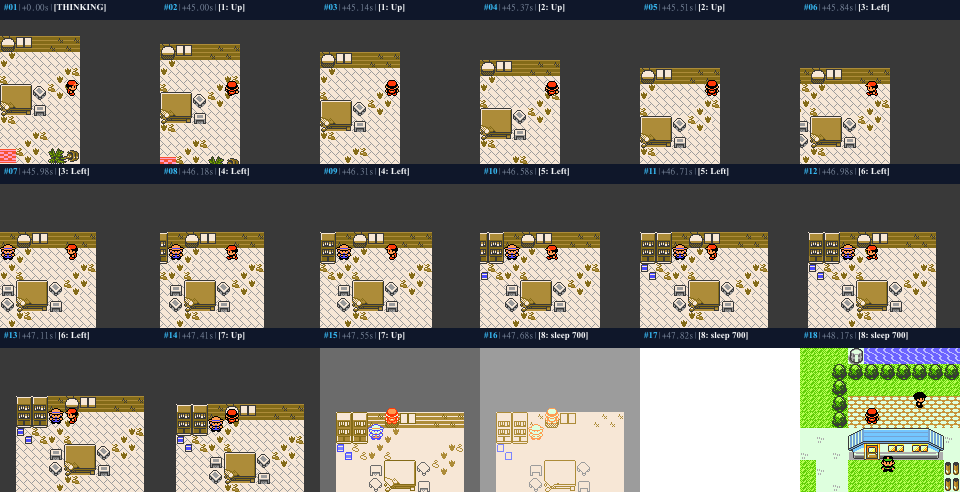 #01|+0.00s|[THINKING]
#02|+45.00s|[1: Up]
#03|+45.14s|[1: Up]
#04|+45.37s|[2: Up]
#05|+45.51s|[2: Up]
#06|+45.84s|[3: Left]
#07|+45.98s|[3: Left]
#08|+46.18s|[4: Left]
#09|+46.31s|[4: Left]
#10|+46.58s|[5: Left]
#11|+46.71s|[5: Left]
#12|+46.98s|[6: Left]
#13|+47.11s|[6: Left]
#14|+47.41s|[7: Up]
#15|+47.55s|[7: Up]
#16|+47.68s|[8: sleep 700]
#17|+47.82s|[8: sleep 700]
#18|+48.17s|[8: sleep 700]